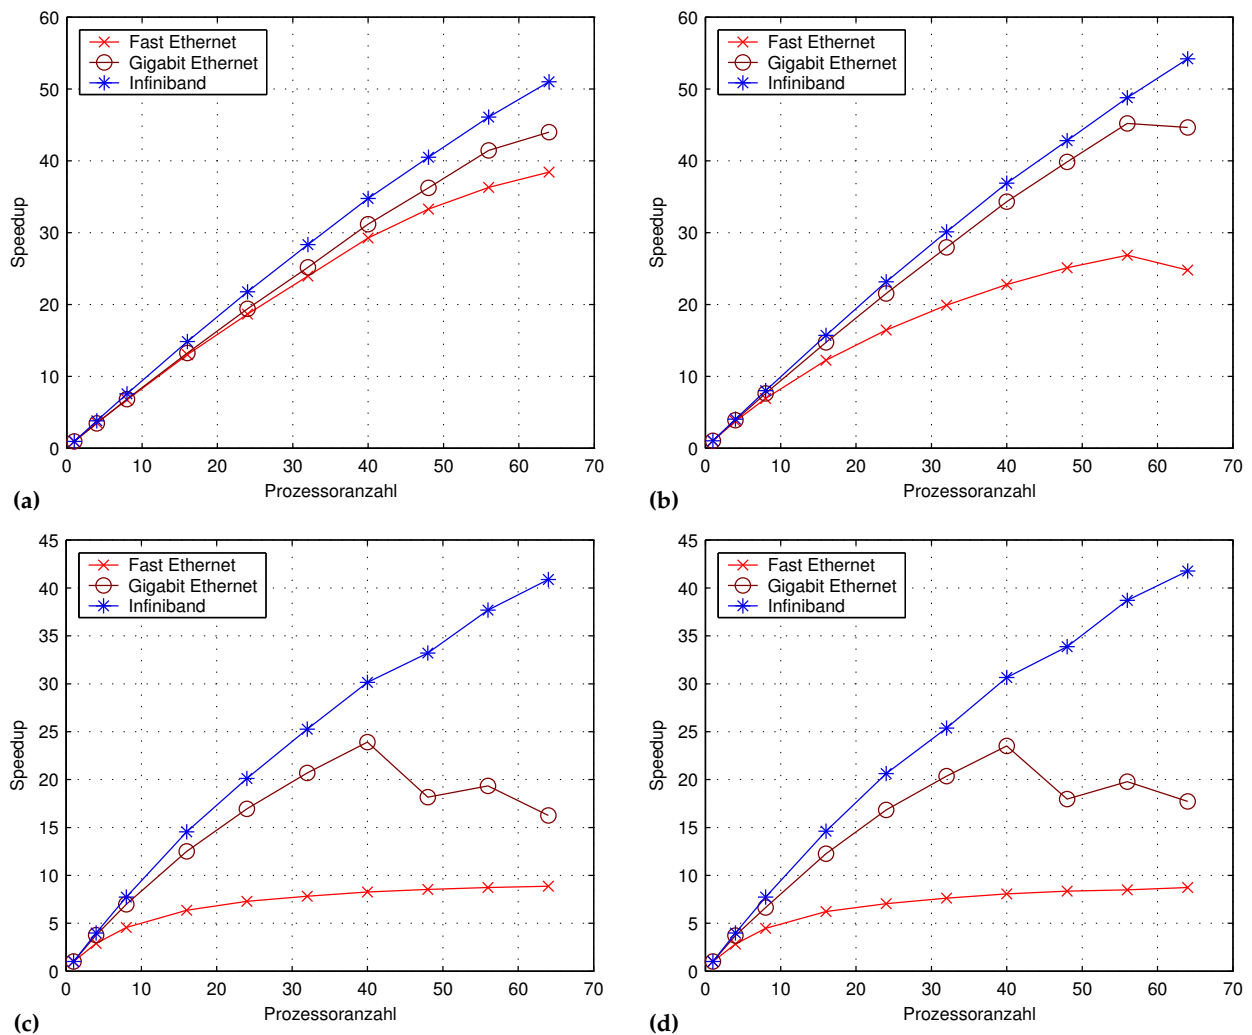 60
50
40
30
20
10
0
Speedup
Fast Ethernet
Gigabit Ethernet
Infiniband
0 10 20 30 40 50 60 70
Prozessoranzahl
(a)
60
50
40
30
20
10
0
Speedup
Fast Ethernet
Gigabit Ethernet
Infiniband
0 10 20 30 40 50 60 70
Prozessoranzahl
(b)
45
40
35
30
25
20
15
10
5
0
Speedup
Fast Ethernet
Gigabit Ethernet
Infiniband
0 10 20 30 40 50 60 70
Prozessoranzahl
(c)
45
40
35
30
25
20
15
10
5
0
Speedup
Fast Ethernet
Gigabit Ethernet
Infiniband
0 10 20 30 40 50 60 70
Prozessoranzahl
(d)